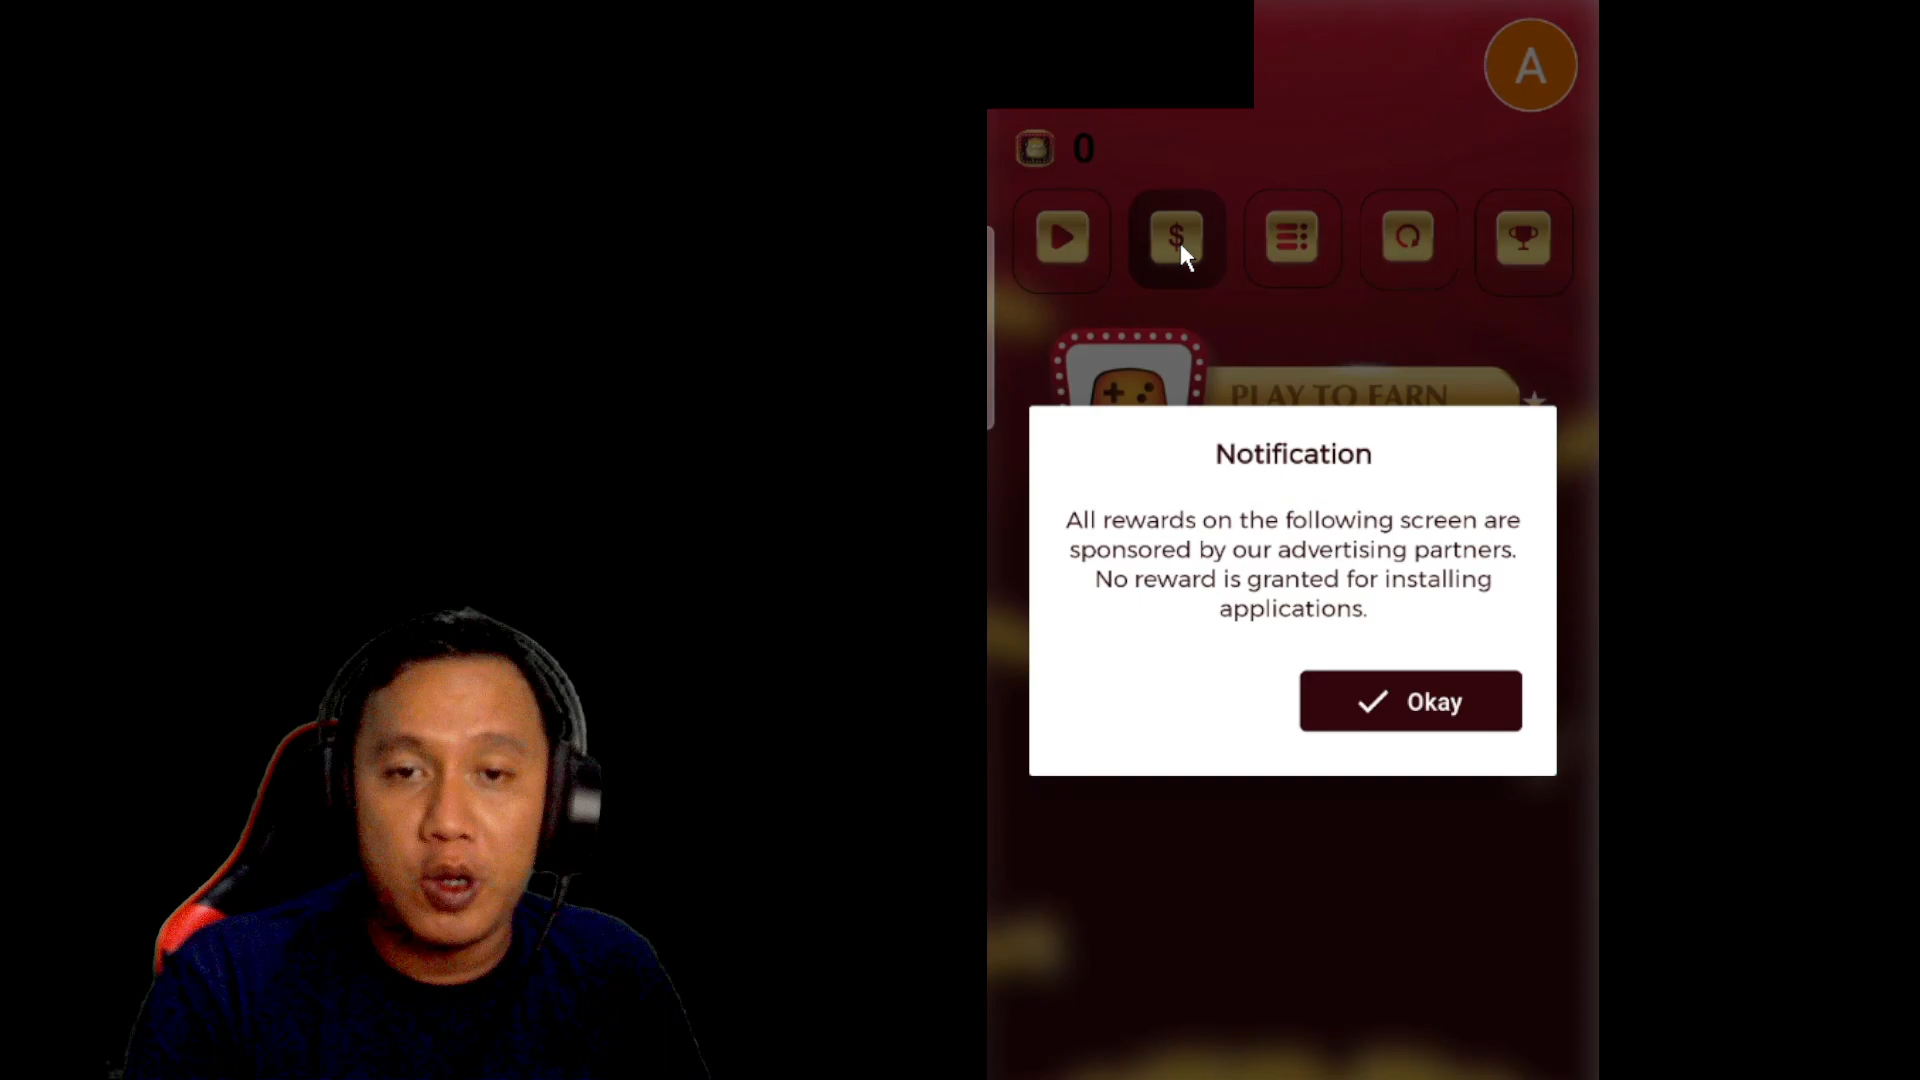 A
0
$
PLAY TO EARN
Notification
All rewards on the following screen are
sponsored by our advertising partners.
No reward is granted for installing
applications.
Okay